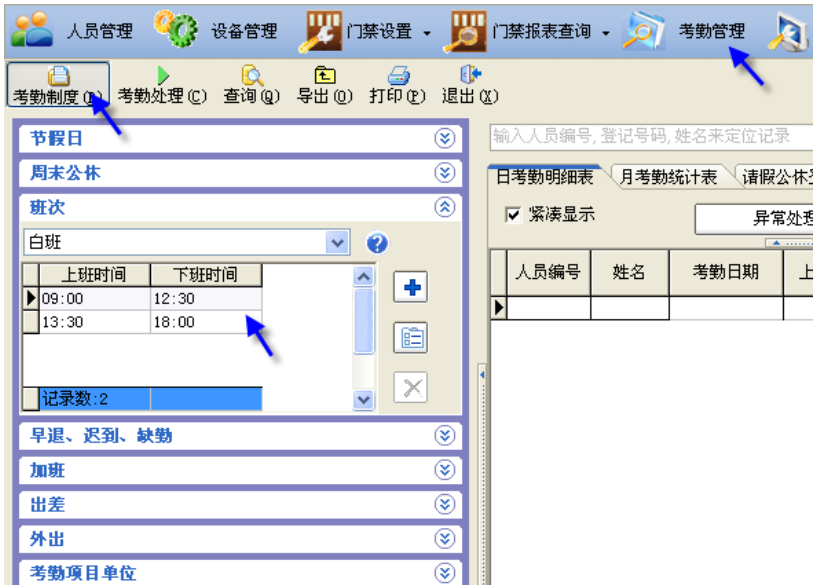 人员管理 设备管理 门禁设置 门禁报表查询 考勤管理
考勤制度 考勤处理(C) 查询(Q) 导出(O) 打印(P) 退出(X)
节假日
周末公休
班次
白班
上班时间 下班时间
09:00 12:30
13:30 18:00
记录数:2
早退、迟到、缺勤
加班
出差
外出
考勤项目单位
输入人员编号,登记号码,姓名来定位记录
日考勤明细表 月考勤统计表 请假公休
紧凑显示 异常处理
人员编号 姓名 考勤日期 上